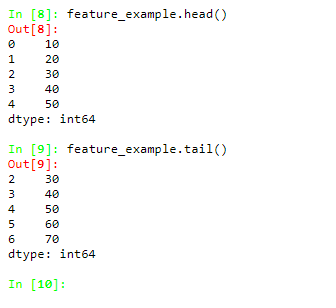 In [8]: feature_example.head()
Out[8]:
0    10
1    20
2    30
3    40
4    50
dtype: int64
In [9]: feature_example.tail()
Out[9]:
2    30
3    40
4    50
5    60
6    70
dtype: int64
In [10]: